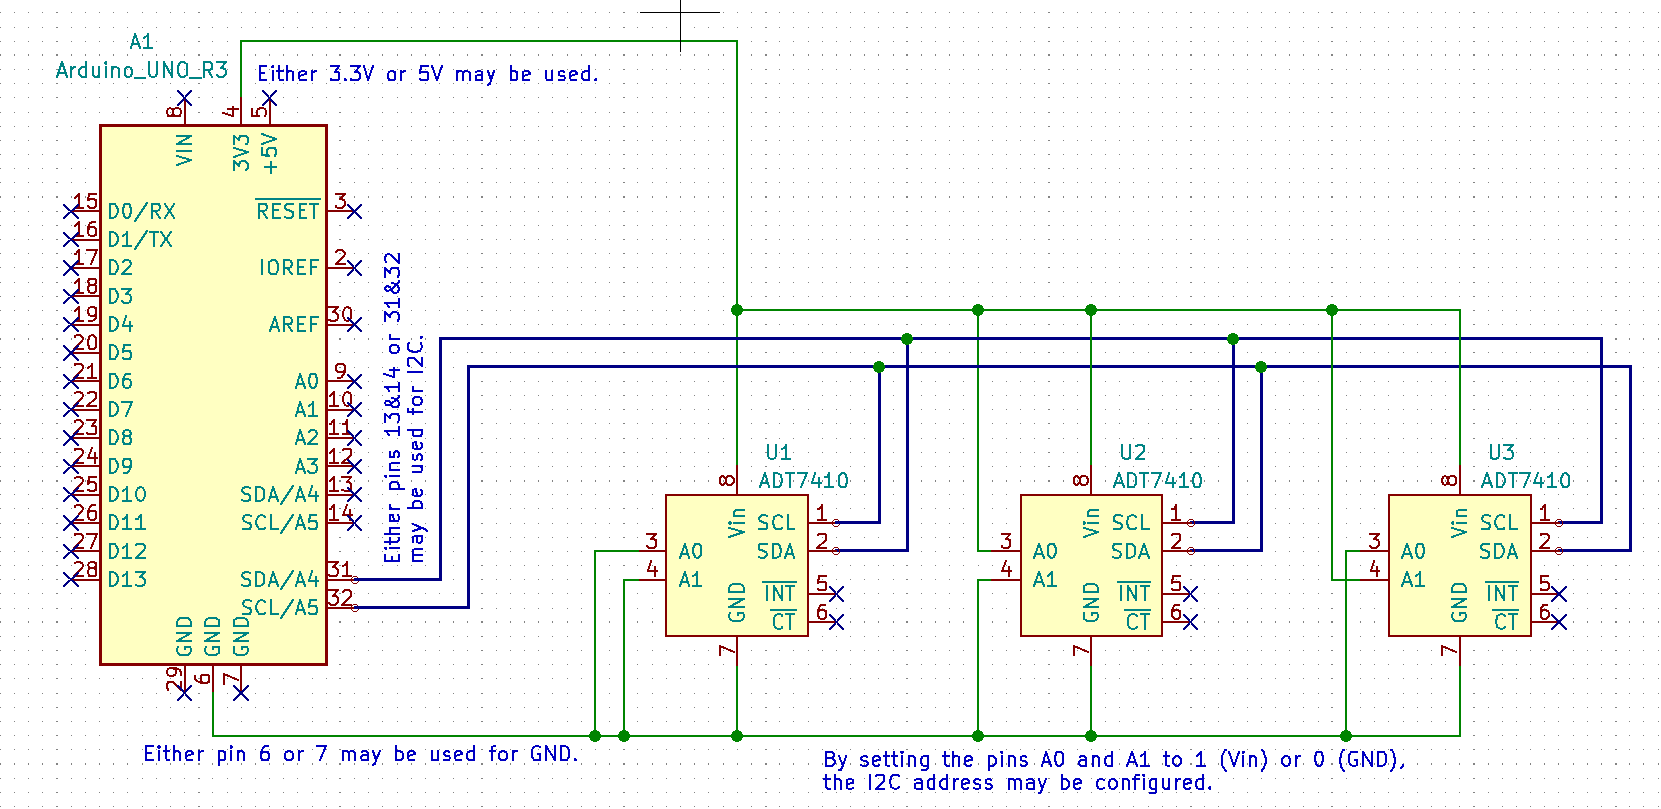 A1
Arduino_UNO_R3
Either 3.3V or 5V may be used.
8
4
5
VIN
3V3
+5V
15
D0/RX
16
D1/TX
17
D2
18
D3
19
D4
20
D5
21
D6
22
D7
23
D8
24
D9
25
D10
26
D11
27
D12
28
D13
RESET
3
IOREF
2
AREF
30
A0
9
A1
10
A2
11
A3
12
SDA/A4
13
SCL/A5
14
SDA/A4
31
SCL/A5
32
GND
GND
GND
29
6
7
Either pins 13&14 or 31&32
may be used for I2C.
Either pin 6 or 7 may be used for GND.
U1
ADT7410
8
Vin
SCL
1
SDA
2
3
A0
4
A1
GND
INT
5
CT
6
7
U2
ADT7410
8
Vin
SCL
1
SDA
2
3
A0
4
A1
GND
INT
5
CT
6
7
U3
ADT7410
8
Vin
SCL
1
SDA
2
3
A0
4
A1
GND
INT
5
CT
6
7
By setting the pins A0 and A1 to 1 (Vin) or 0 (GND),
the I2C address may be configured.